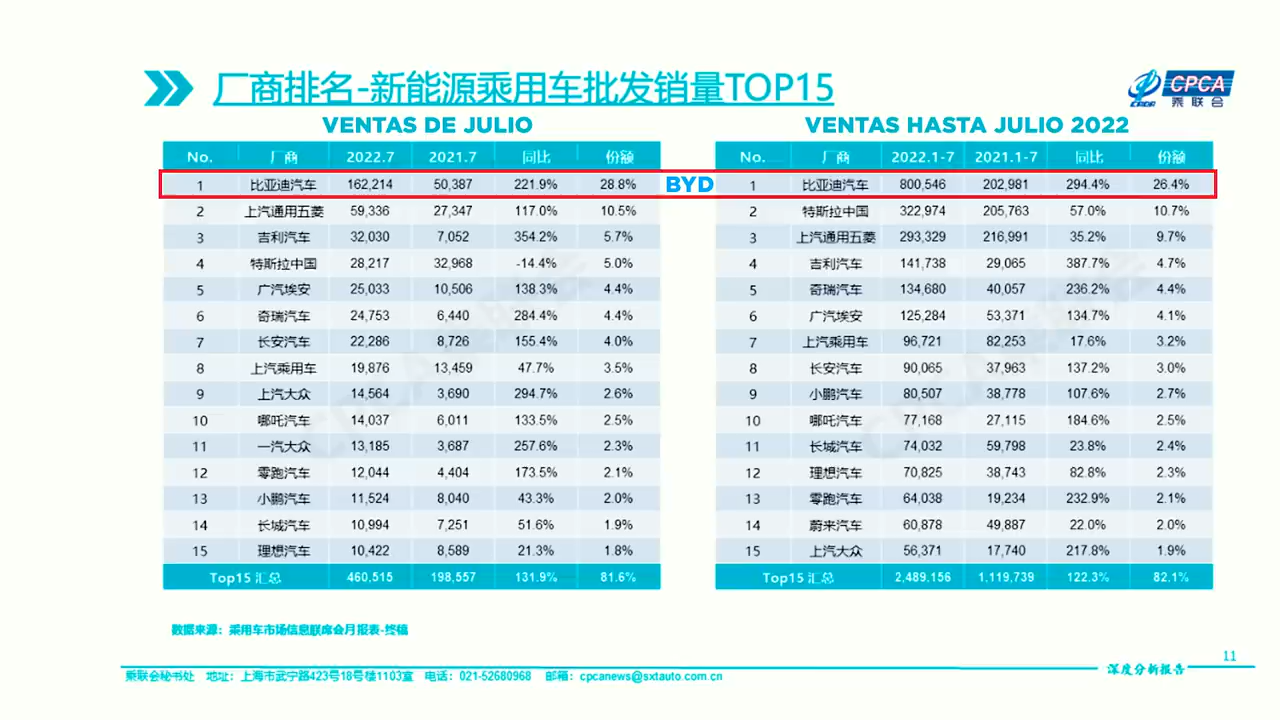 厂商排名-新能源乘用车批发销量TOP15
CPCA
乘联会
VENTAS DE JULIO
No. 厂商 2022.7 2021.7 同比 份额
1 比亚迪汽车 162,214 50,387 221.9% 28.8%
2 上汽通用五菱 59,336 27,347 117.0% 10.5%
3 吉利汽车 32,030 7,052 354.2% 5.7%
4 特斯拉中国 28,217 32,968 -14.4% 5.0%
5 广汽埃安 25,033 10,506 138.3% 4.4%
6 奇瑞汽车 24,753 6,440 284.4% 4.4%
7 长安汽车 22,286 8,726 155.4% 4.0%
8 上汽乘用车 19,876 13,459 47.7% 3.5%
9 上汽大众 14,564 3,690 294.7% 2.6%
10 哪吒汽车 14,037 6,011 133.5% 2.5%
11 一汽大众 13,185 3,687 257.6% 2.3%
12 零跑汽车 12,044 4,404 173.5% 2.1%
13 小鹏汽车 11,524 8,040 43.3% 2.0%
14 长城汽车 10,994 7,251 51.6% 1.9%
15 理想汽车 10,422 8,589 21.3% 1.8%
Top15 汇总 460,515 198,557 131.9% 81.6%
BYD
VENTAS HASTA JULIO 2022
No. 厂商 2022.1-7 2021.1-7 同比 份额
1 比亚迪汽车 800,546 202,981 294.4% 26.4%
2 特斯拉中国 322,974 205,763 57.0% 10.7%
3 上汽通用五菱 293,329 216,991 35.2% 9.7%
4 吉利汽车 141,738 29,065 387.7% 4.7%
5 奇瑞汽车 134,680 40,057 236.2% 4.4%
6 广汽埃安 125,284 53,371 134.7% 4.1%
7 上汽乘用车 96,721 82,253 17.6% 3.2%
8 长安汽车 90,065 37,963 137.2% 3.0%
9 小鹏汽车 80,507 38,778 107.6% 2.7%
10 哪吒汽车 77,168 27,115 184.6% 2.5%
11 长城汽车 74,032 59,798 23.8% 2.4%
12 理想汽车 70,825 38,743 82.8% 2.3%
13 零跑汽车 64,038 19,234 232.9% 2.1%
14 蔚来汽车 60,878 49,887 22.0% 2.0%
15 上汽大众 56,371 17,740 217.8% 1.9%
Top15 汇总 2,489,156 1,119,739 122.3% 82.1%
数据来源：乘用车市场信息联席会月报表-终稿
乘联会秘书处 地址：上海市武宁路423号18号楼1103室 电话：021-52680968 邮箱：cpcanews@sxtauto.com.cn
深度分析报告
11